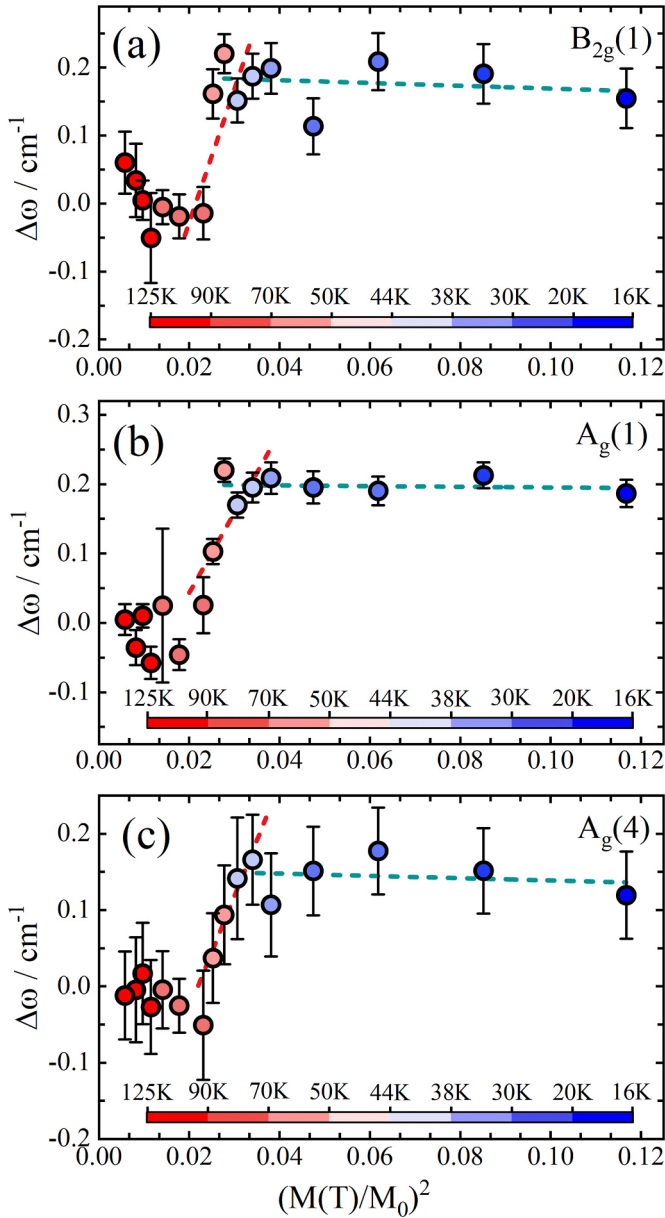 (a) B2g(1)
0.2
0.1
0.0
-0.1
-0.2
Δω / cm⁻¹
125K 90K 70K 50K 44K 38K 30K 20K 16K
0.00 0.02 0.04 0.06 0.08 0.10 0.12
(b) Ag(1)
0.3
0.2
0.1
0.0
-0.1
Δω / cm⁻¹
125K 90K 70K 50K 44K 38K 30K 20K 16K
0.00 0.02 0.04 0.06 0.08 0.10 0.12
(c) Ag(4)
0.2
0.1
0.0
-0.1
-0.2
Δω / cm⁻¹
125K 90K 70K 50K 44K 38K 30K 20K 16K
0.00 0.02 0.04 0.06 0.08 0.10 0.12
(M(T)/M₀)²